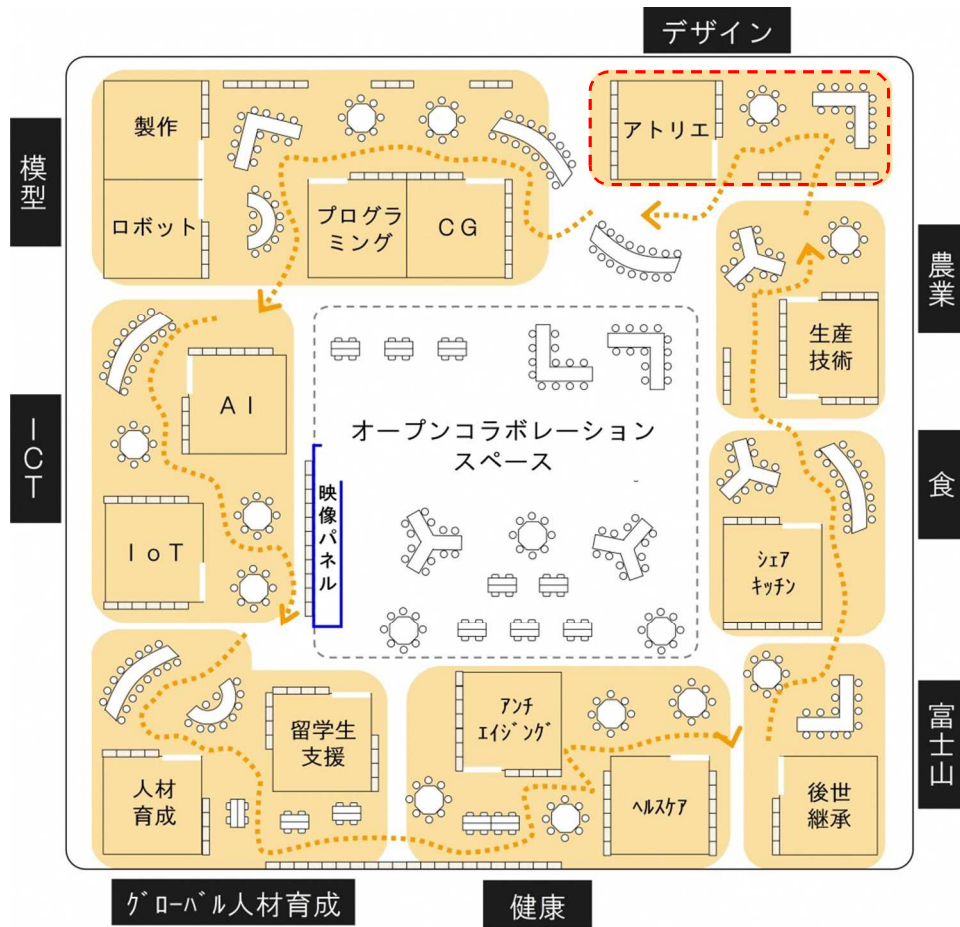 デザイン
模型
製作
ロボット
プログラ
ミング
CG
アトリエ
農業
生産
技術
ICT
AI
IoT
オープンコラボレーション
スペース
映像パネル
食
ｼｪｱ
ｷｯﾁﾝ
富士山
後世
継承
人材
育成
留学生
支援
ｱﾝﾁ
ｴｲｼﾞﾝｸﾞ
ﾍﾙｽｹｱ
ｸﾞﾛｰﾊﾞﾙ人材育成
健康